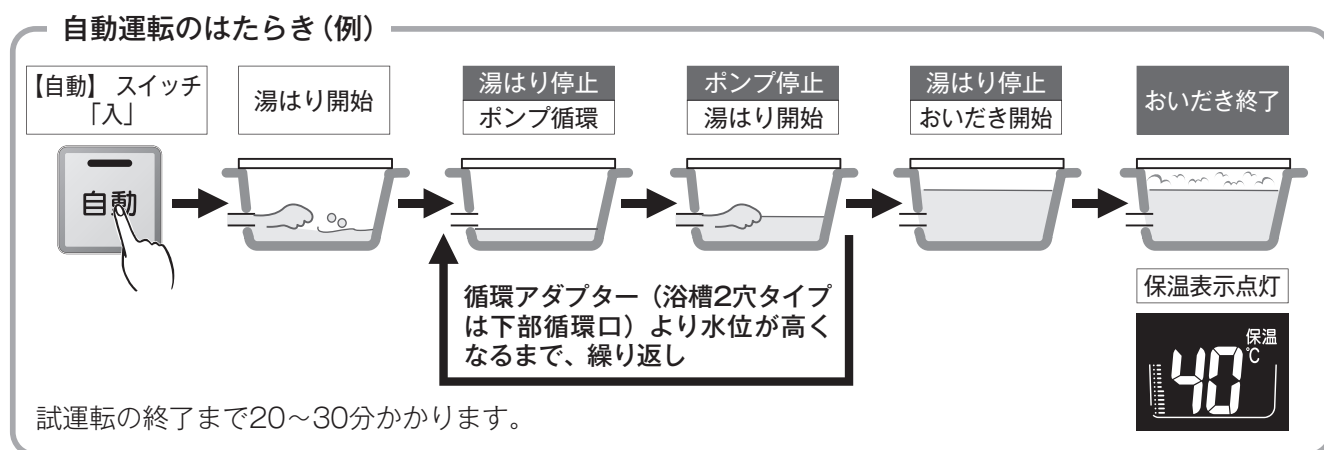 自動運転のはたらき(例)
【自動】 スイッチ
「入」
自動
湯はり開始
湯はり停止
ポンプ循環
ポンプ停止
湯はり開始
湯はり停止
おいだき開始
おいだき終了
循環アダプター(浴槽2穴タイプ
は下部循環口)より水位が高く
なるまで、繰り返し
保温表示点灯
保温
40℃
試運転の終了まで20～30分かかります。